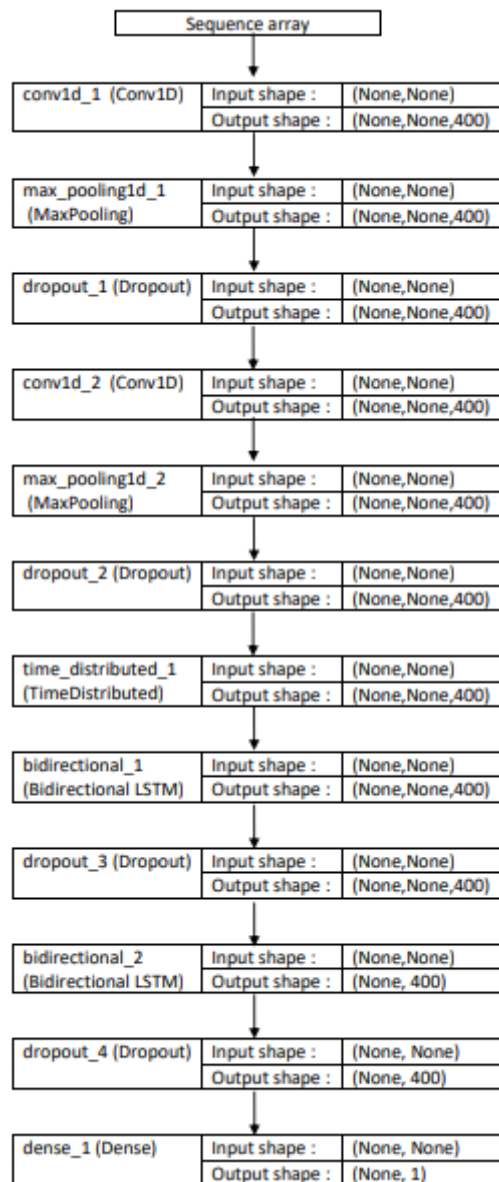 Sequence array
conv1d_1 (Conv1D) Input shape : (None,None)
Output shape : (None,None,400)
max_pooling1d_1 Input shape : (None,None)
(MaxPooling) Output shape : (None,None,400)
dropout_1 (Dropout) Input shape : (None,None)
Output shape : (None,None,400)
conv1d_2 (Conv1D) Input shape : (None,None)
Output shape : (None,None,400)
max_pooling1d_2 Input shape : (None,None)
(MaxPooling) Output shape : (None,None,400)
dropout_2 (Dropout) Input shape : (None,None)
Output shape : (None,None,400)
time_distributed_1 Input shape : (None,None)
(TimeDistributed) Output shape : (None,None,400)
bidirectional_1 Input shape : (None,None)
(Bidirectional LSTM) Output shape : (None,None,400)
dropout_3 (Dropout) Input shape : (None,None)
Output shape : (None,None,400)
bidirectional_2 Input shape : (None,None)
(Bidirectional LSTM) Output shape : (None, 400)
dropout_4 (Dropout) Input shape : (None, None)
Output shape : (None, 400)
dense_1 (Dense) Input shape : (None, None)
Output shape : (None, 1)